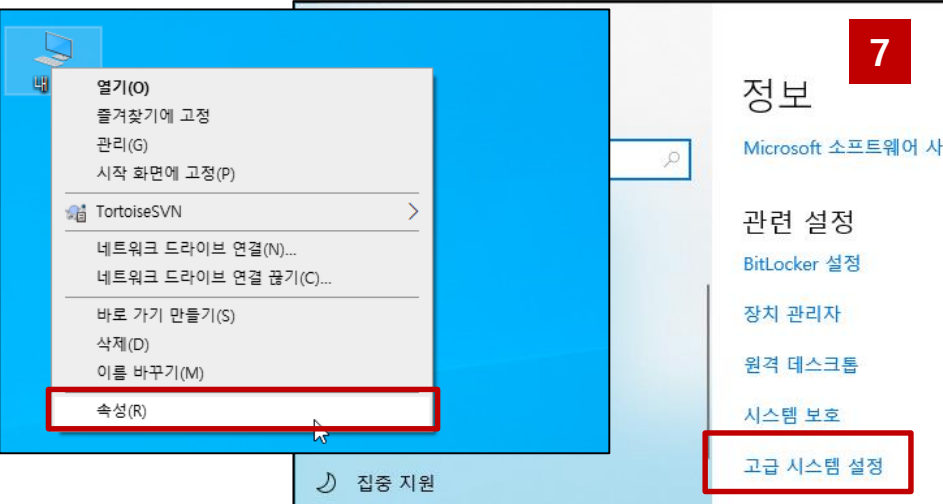 내
열기(O)
즐겨찾기에 고정
관리(G)
시작 화면에 고정(P)
TortoiseSVN
네트워크 드라이브 연결(N)...
네트워크 드라이브 연결 끊기(C)...
바로 가기 만들기(S)
삭제(D)
이름 바꾸기(M)
속성(R)
집중 지원
7
정보
Microsoft 소프트웨어 사
관련 설정
BitLocker 설정
장치 관리자
원격 데스크톱
시스템 보호
고급 시스템 설정